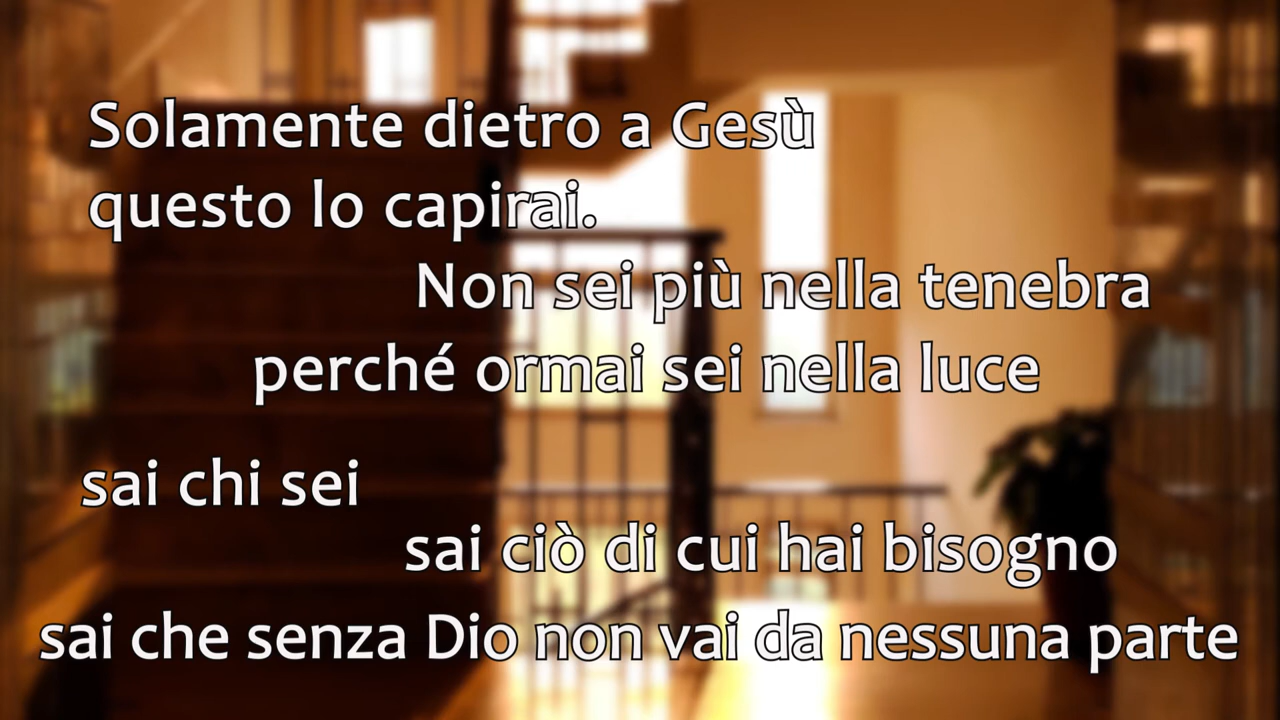 Solamente dietro a Gesù
questo lo capirai.
Non sei più nella tenebra
perché ormai sei nella luce
sai chi sei
sai ciò di cui hai bisogno
sai che senza Dio non vai da nessuna parte